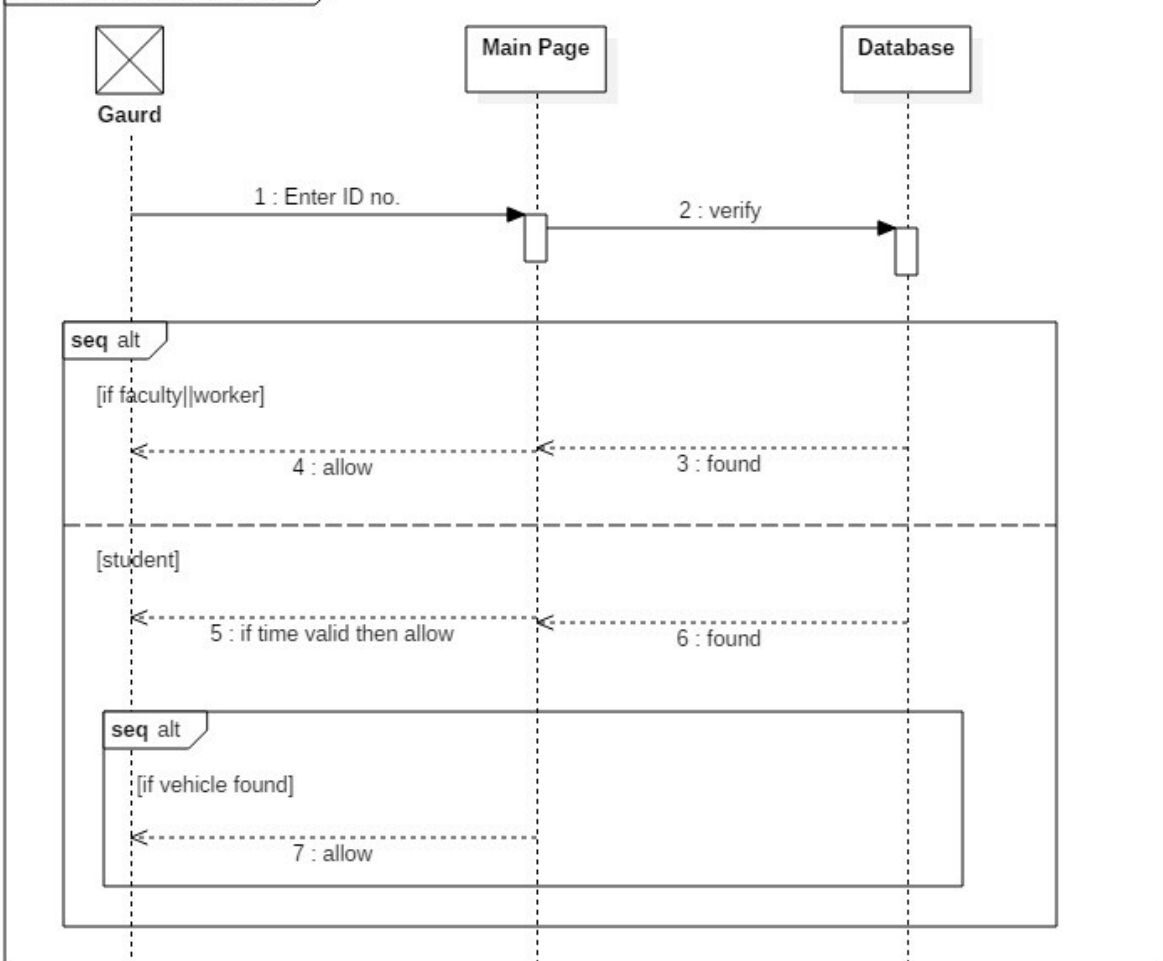 Main Page
Database
Gaurd
1 : Enter ID no.
2 : verify
seq alt
[if faculty||worker]
4 : allow
3 : found
[student]
5 : if time valid then allow
6 : found
seq alt
[if vehicle found]
7 : allow